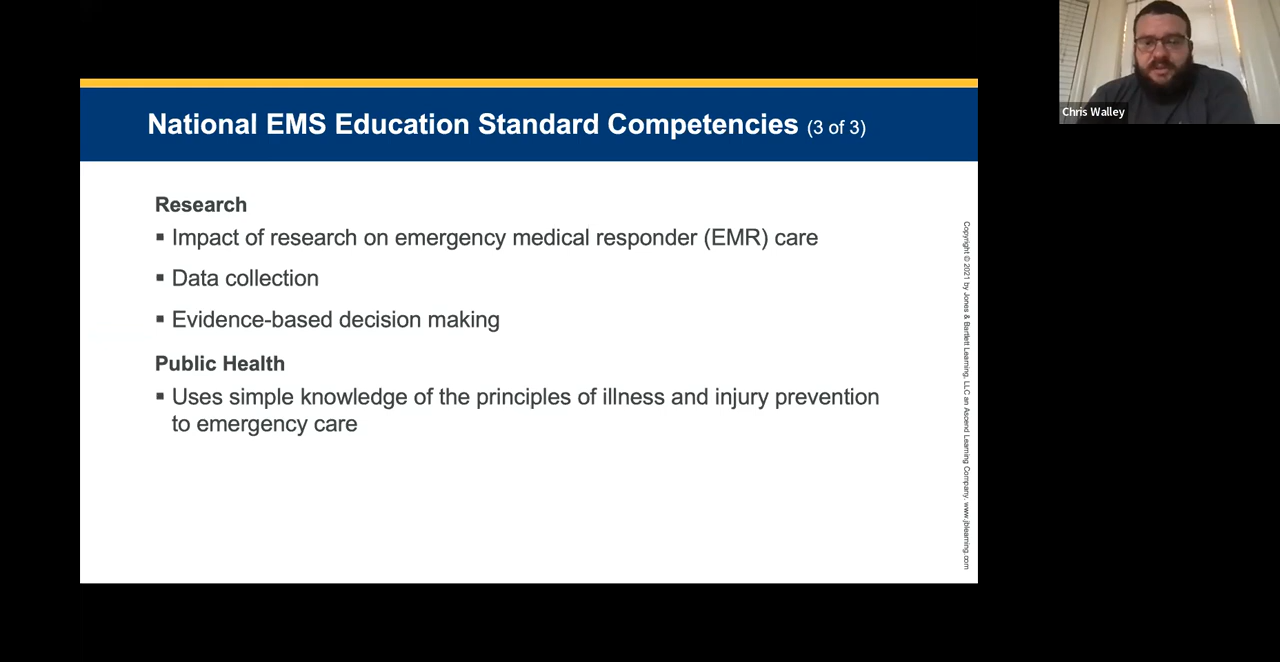 National EMS Education Standard Competencies (3 of 3)
Research
▪ Impact of research on emergency medical responder (EMR) care
▪ Data collection
▪ Evidence-based decision making
Public Health
▪ Uses simple knowledge of the principles of illness and injury prevention
to emergency care
Copyright © 2021 by Jones & Bartlett Learning, LLC an Ascend Learning Company. www.jblearning.com
Chris Walley